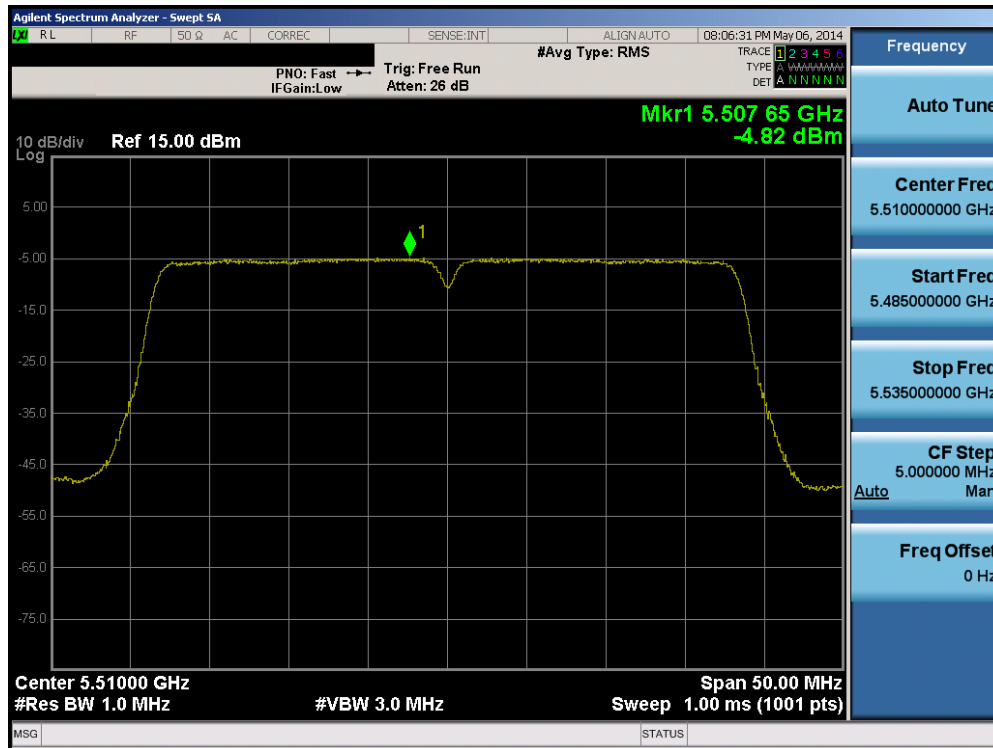 Agilent Spectrum Analyzer - Swept SA
LXI RL RF 50 Ω AC CORREC SENSE:INT ALIGN AUTO 08:06:31 PM May 06, 2014
#Avg Type: RMS
TRACE 1 2 3 4 5 6
PNO: Fast Trig: Free Run
TYPE A WWWWW
IFGain:Low Atten: 26 dB
DET A N N N N N
Mkr1 5.507 65 GHz
-4.82 dBm
10 dB/div Ref 15.00 dBm
Log
1
5.00
-5.00
-15.0
-25.0
-35.0
-45.0
-55.0
-65.0
-75.0
Center 5.51000 GHz Span 50.00 MHz
#Res BW 1.0 MHz #VBW 3.0 MHz Sweep 1.00 ms (1001 pts)
MSG STATUS
Frequency
Auto Tune
Center Freq
5.510000000 GHz
Start Freq
5.485000000 GHz
Stop Freq
5.535000000 GHz
CF Step
5.000000 MHz
Auto Man
Freq Offset
0 Hz